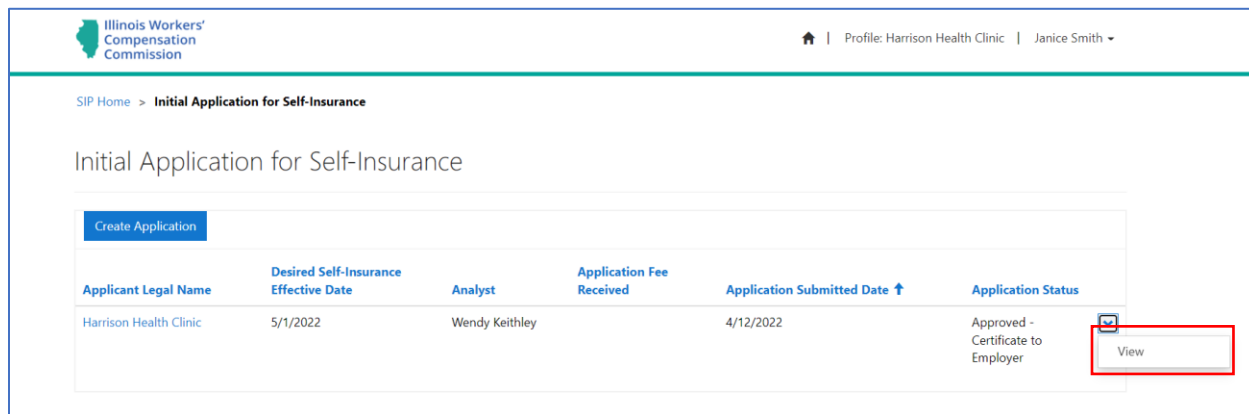 Illinois Workers'
Compensation
Commission
| Profile: Harrison Health Clinic | Janice Smith
SIP Home > Initial Application for Self-Insurance
Initial Application for Self-Insurance
Create Application
Applicant Legal Name
Desired Self-Insurance
Effective Date
Analyst
Application Fee
Received
Application Submitted Date ↑
Application Status
Harrison Health Clinic
5/1/2022
Wendy Keithley
4/12/2022
Approved -
Certificate to
Employer
View